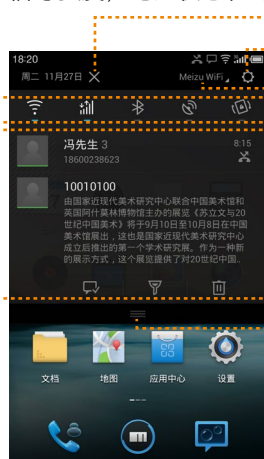 18:20
周二 11月27日
Meizu WiFi
冯先生 3
8:15
18600238623
10010100
由国家近现代美术研究中心联合中国美术馆和
英国阿什莫林博物馆主办的展览《苏立文与20
世纪中国美术》将于9月10日至10月8日在中国
美术馆展出，这也是国家近现代美术研究中心
成立后推出的第一个学术研究展。作为一种新
的展示方式，这个展览提供了对20世纪中国..
文档
地图
33
应用中心
设置